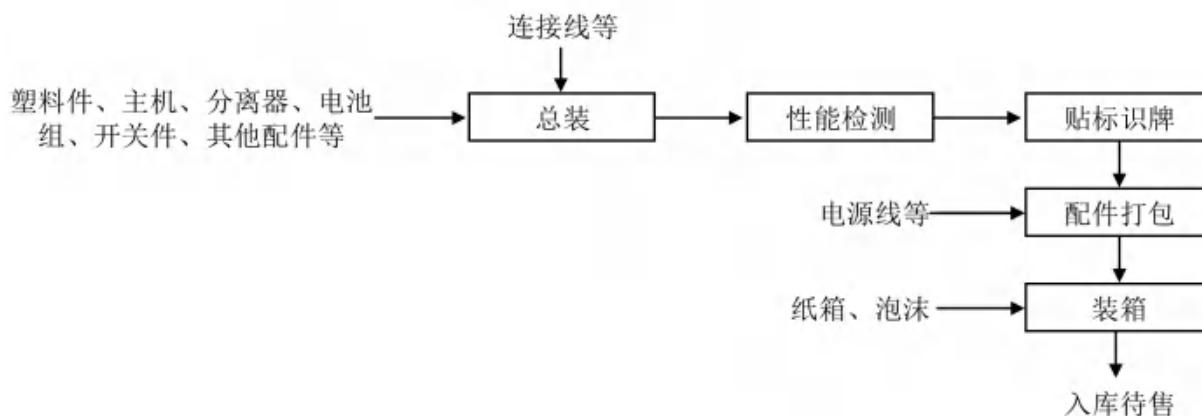 连接线等
塑料件、主机、分离器、电池
组、开关件、其他配件等
总装
性能检测
贴标识牌
电源线等
配件打包
纸箱、泡沫
装箱
入库待售